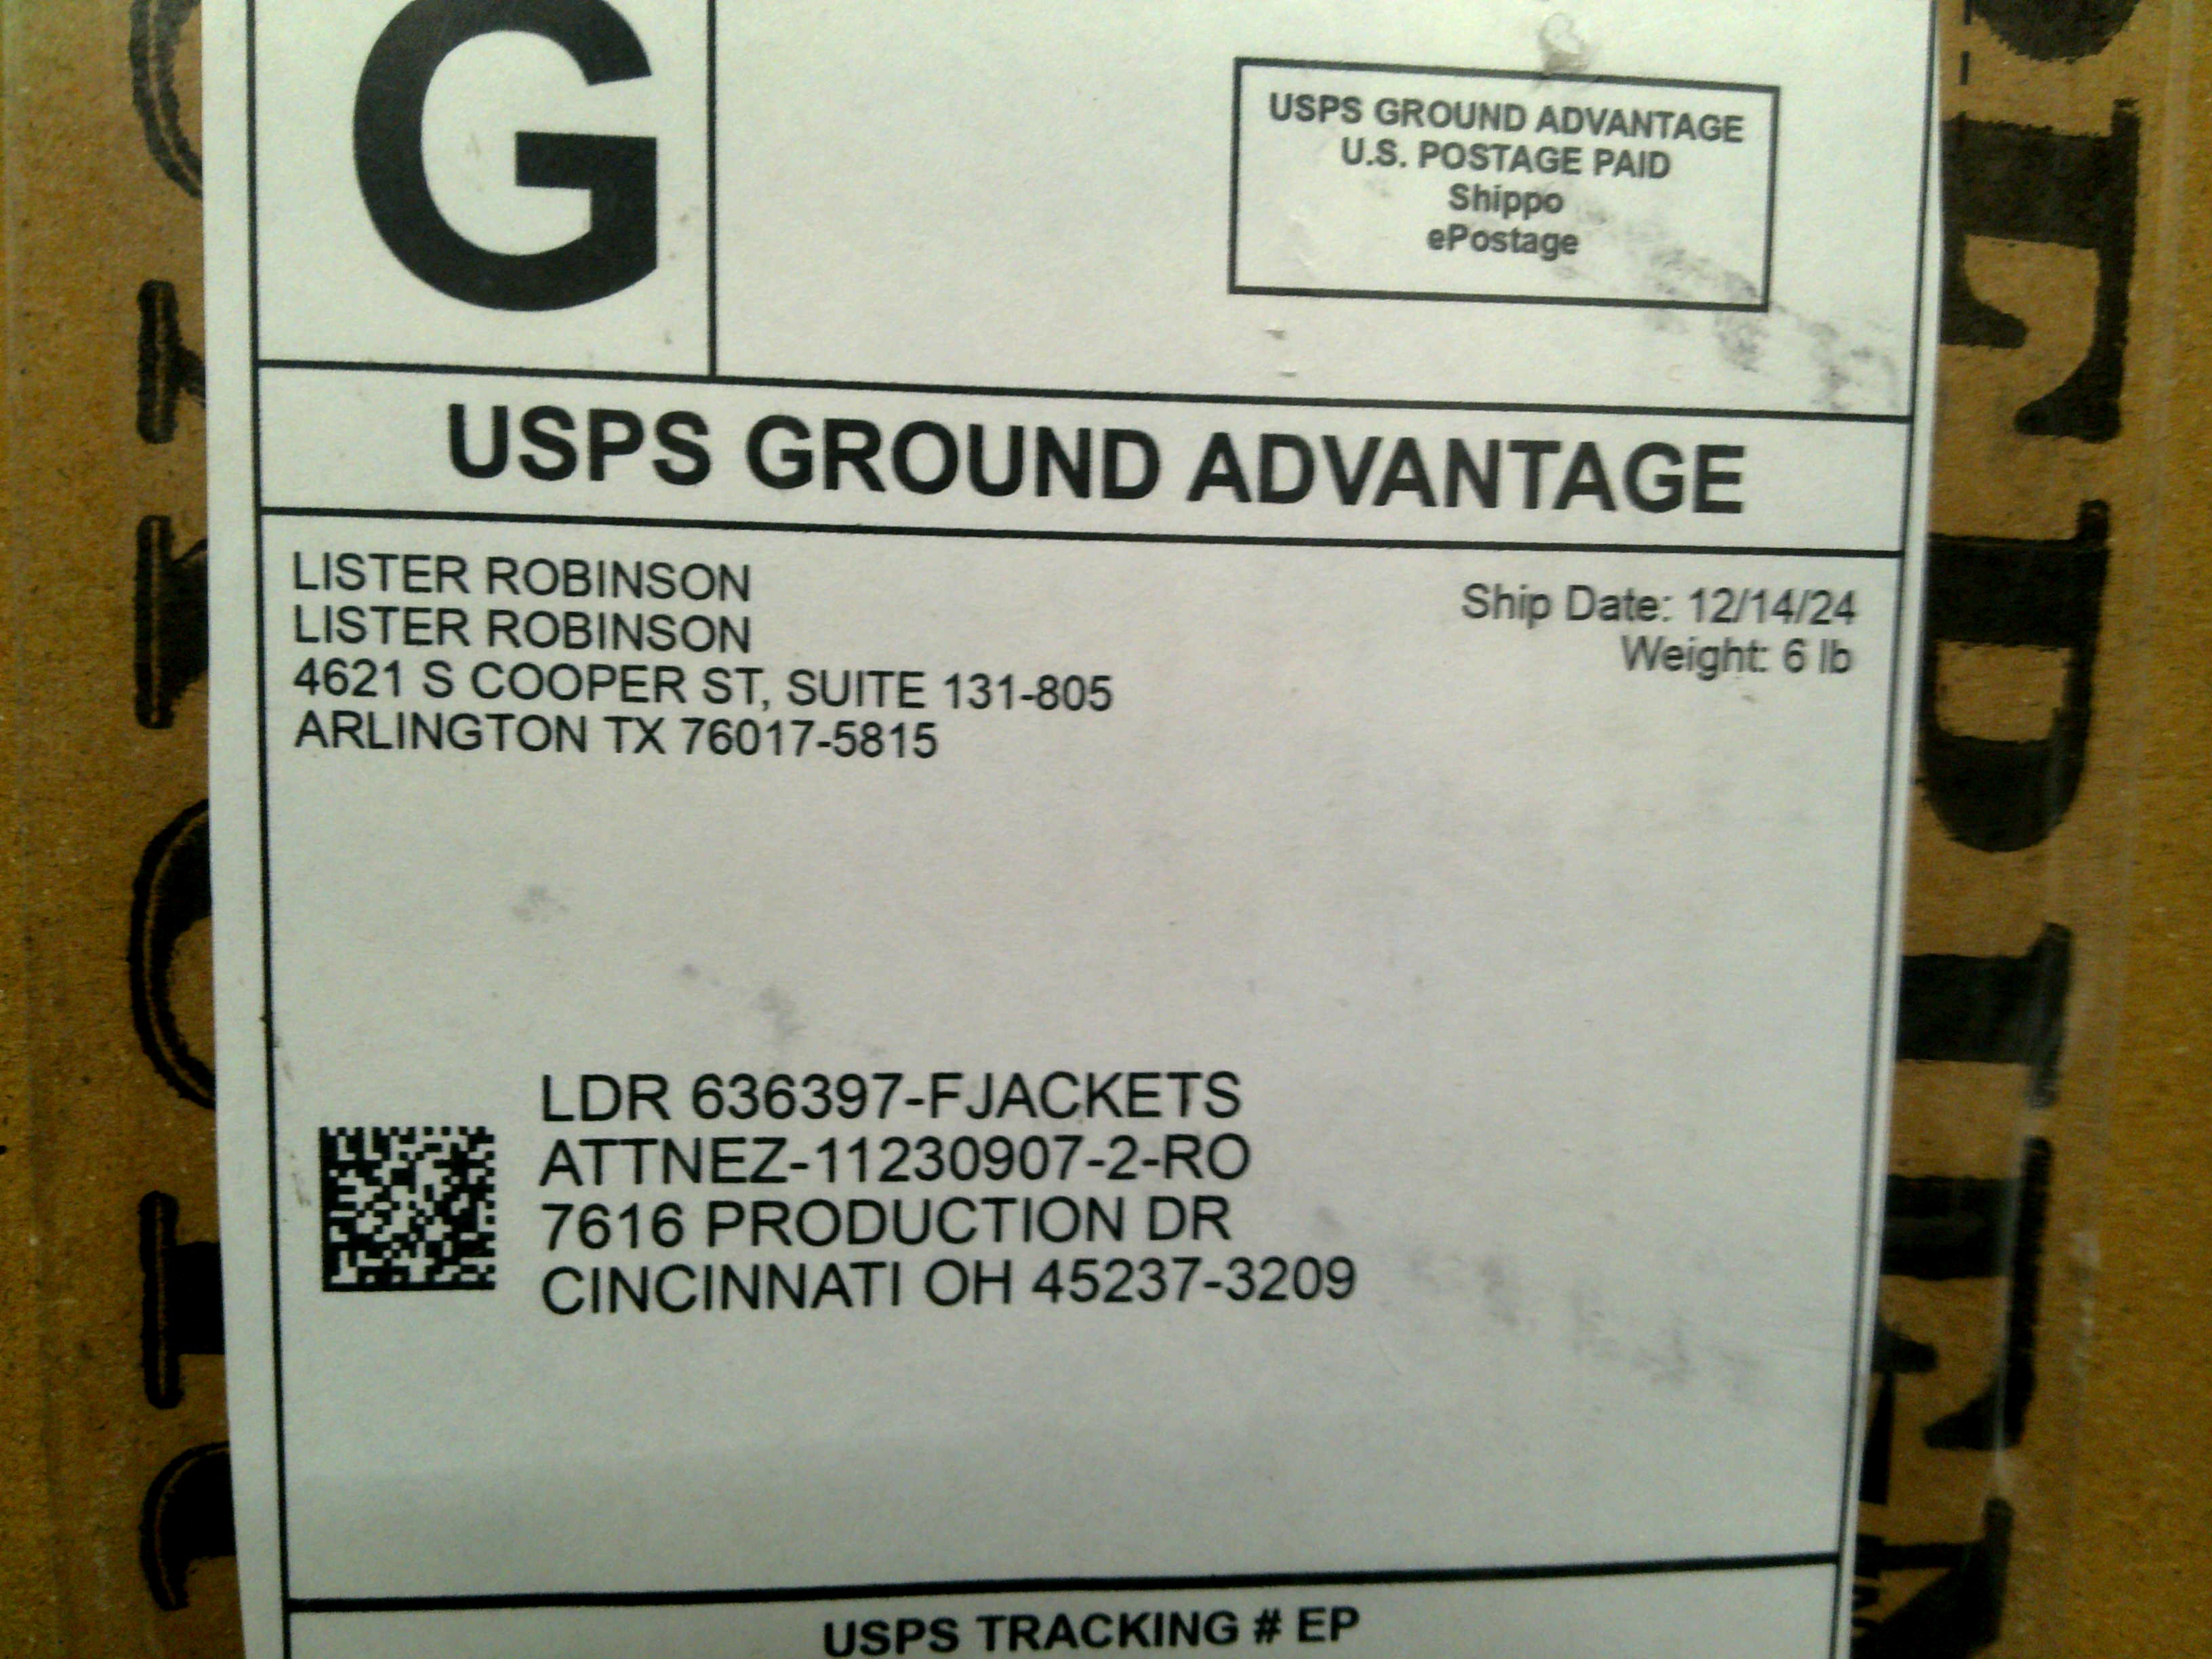 G
USPS GROUND ADVANTAGE
U.S. POSTAGE PAID
Shippo
ePostage
USPS GROUND ADVANTAGE
LISTER ROBINSON
LISTER ROBINSON
4621 S COOPER ST, SUITE 131-805
ARLINGTON TX 76017-5815
Ship Date: 12/14/24
Weight: 6 lb
LDR 636397-FJACKETS
ATTNEZ-11230907-2-RO
7616 PRODUCTION DR
CINCINNATI OH 45237-3209
USPS TRACKING # EP